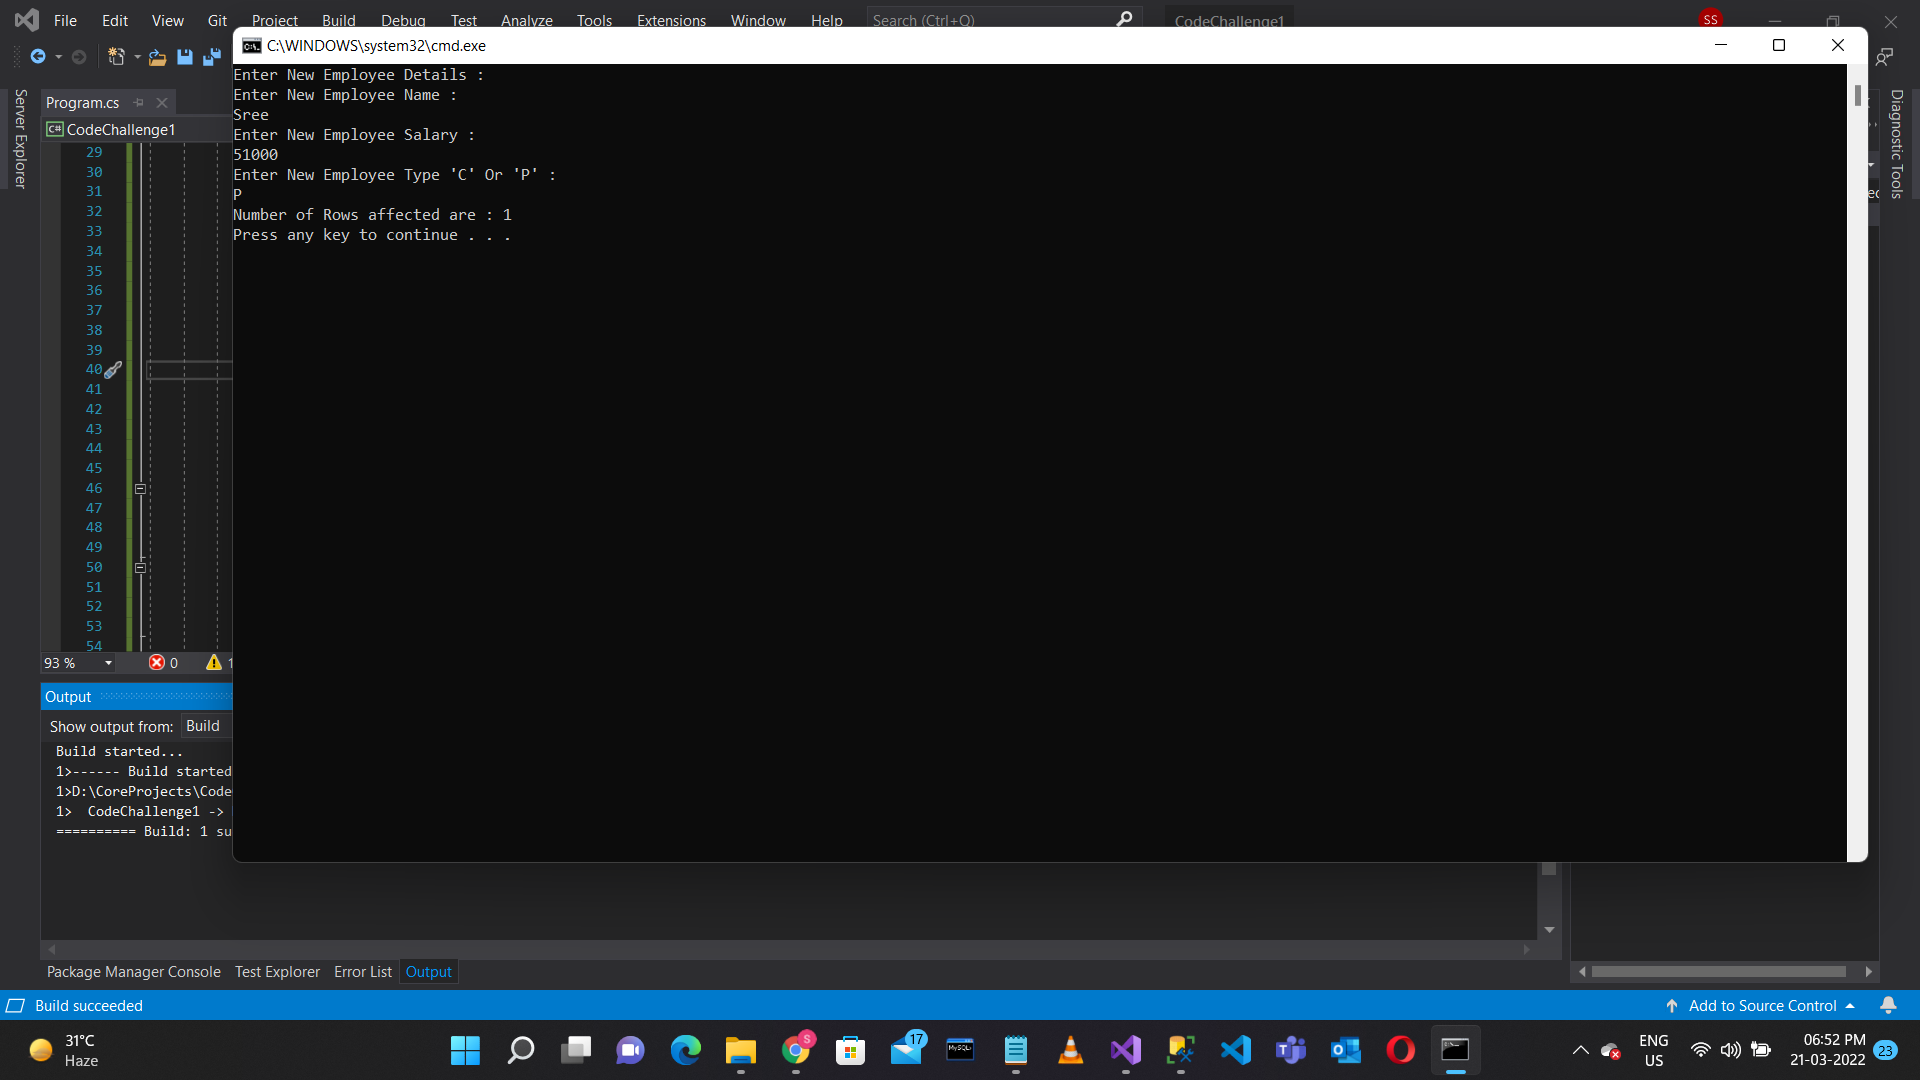 File Edit View Git Project Build Debug Test Analyze Tools Extensions Window Help Search (Ctrl+Q) CodeChallenge1 SS
C:\WINDOWS\system32\cmd.exe
Enter New Employee Details :
Enter New Employee Name :
Sree
Enter New Employee Salary :
51000
Enter New Employee Type 'C' Or 'P' :
P
Number of Rows affected are : 1
Press any key to continue . . .
Server Explorer
Program.cs
CodeChallenge1
29
30
31
32
33
34
35
36
37
38
39
40
41
42
43
44
45
46
47
48
49
50
51
52
53
54
93 % 0 1
Diagnostic Tools
Output
Show output from: Build
Build started...
1>------ Build started
1>D:\CoreProjects\Code
1> CodeChallenge1 ->
========== Build: 1 su
Package Manager Console Test Explorer Error List Output
Build succeeded Add to Source Control
31°C
Haze
S
17
MySQL
ENG
US
06:52 PM
21-03-2022
23